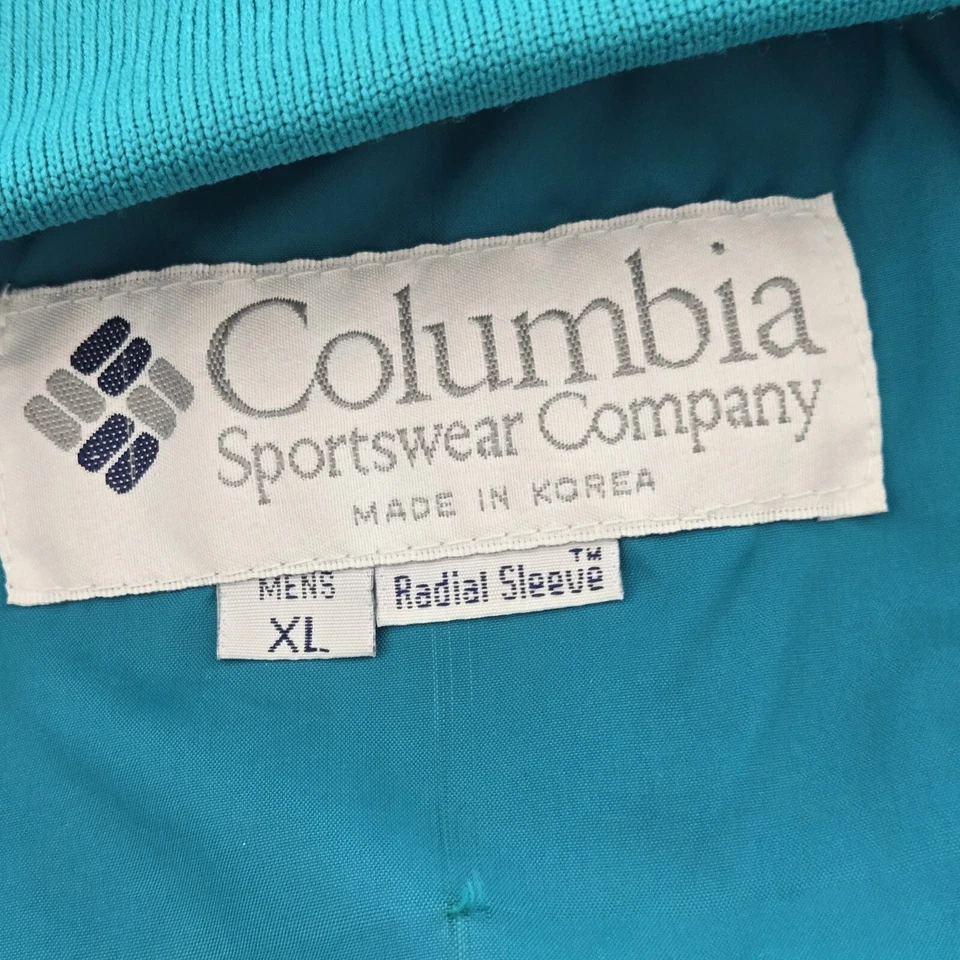 Columbia
Sportswear Company
MADE IN KOREA
MENS
XL
Radial Sleeve™